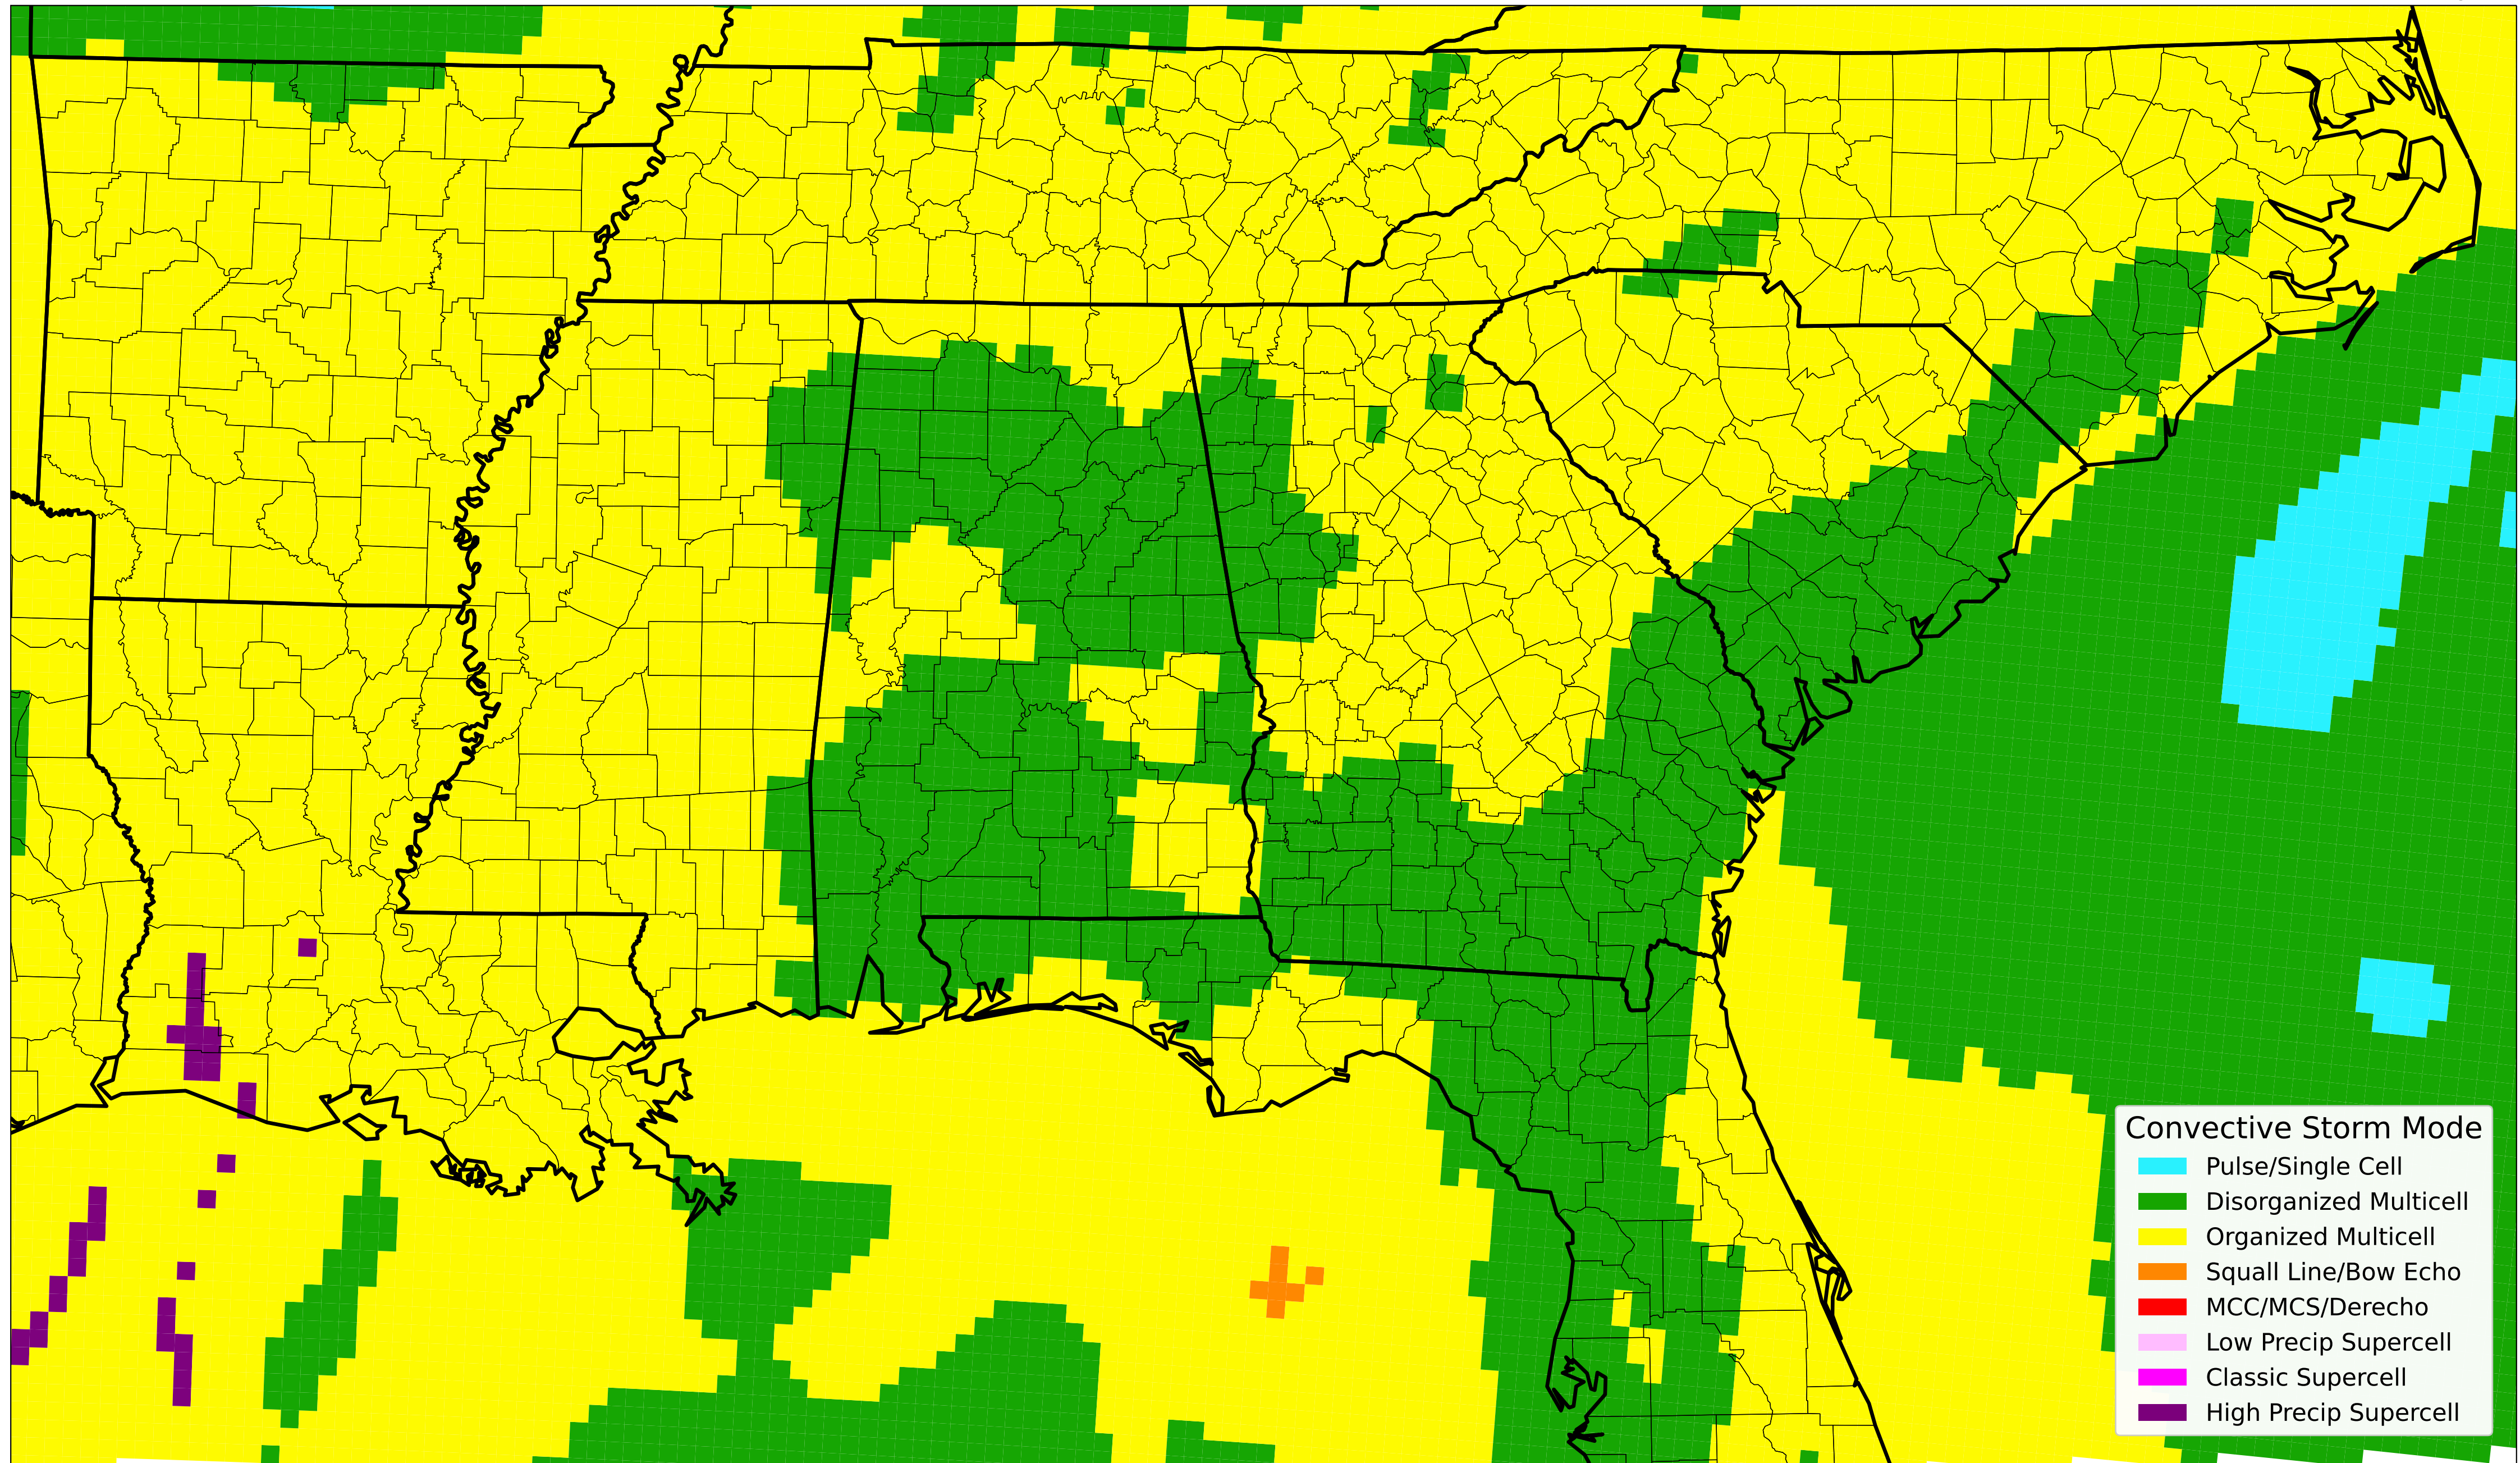 Convective Storm Mode
Pulse/Single Cell
Disorganized Multicell
Organized Multicell
Squall Line/Bow Echo
MCC/MCS/Derecho
Low Precip Supercell
Classic Supercell
High Precip Supercell